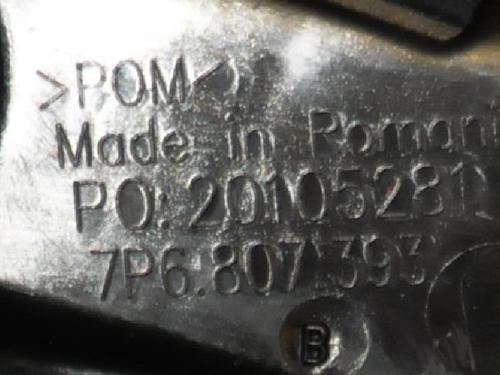 >POM<
Made in Romani
PO: 20105281
7P6.807.393
B